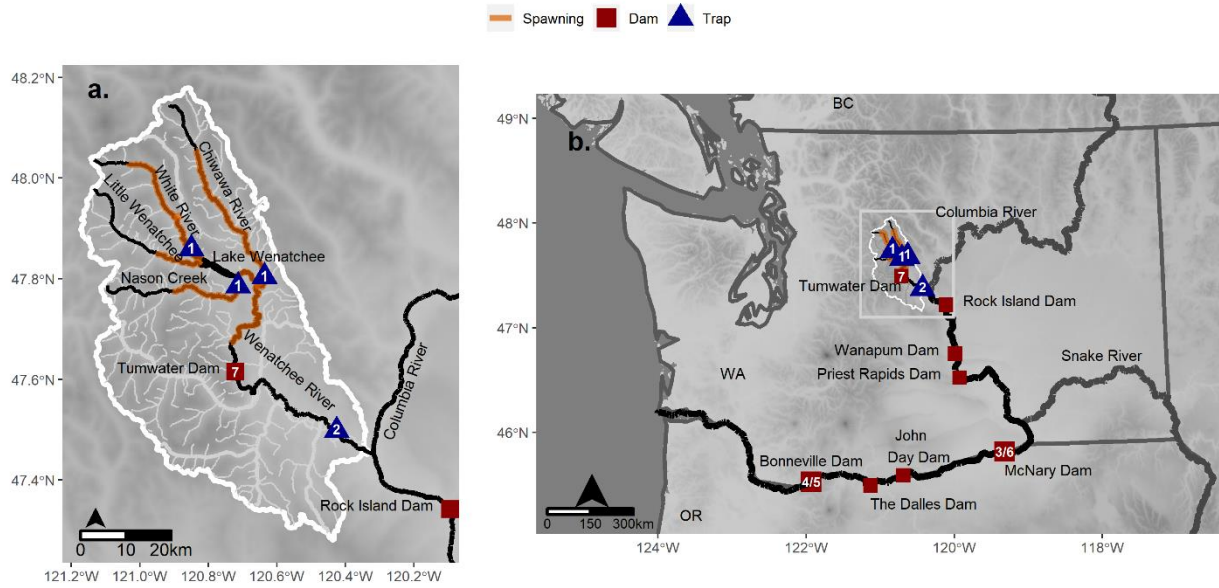 Spawning Dam Trap
a.
48.2°N
48.0°N
47.8°N
47.6°N
47.4°N
Chiwawa River
White River
Little Wenatchee
Lake Wenatchee
1
1
1
Nason Creek
Wenatchee River
Tumwater Dam
7
2
Columbia River
Rock Island Dam
0 10 20km
121.2°W 121.0°W 120.8°W 120.6°W 120.4°W 120.2°W
b.
BC
49°N
48°N
47°N
46°N
Columbia River
1
1
1
7
2
Tumwater Dam
Rock Island Dam
Wanapum Dam
Priest Rapids Dam
Snake River
WA
John
Day Dam
3/6
McNary Dam
Bonneville Dam
4/5
The Dalles Dam
OR
0 150 300km
124°W 122°W 120°W 118°W